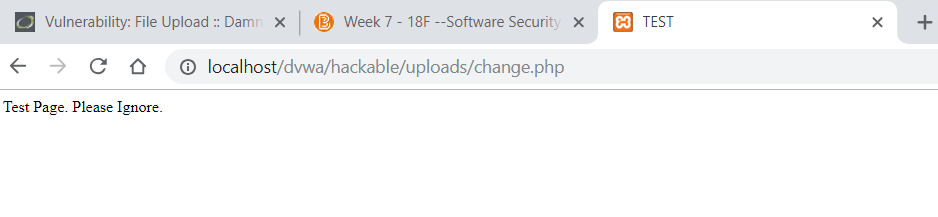 Vulnerability: File Upload :: Damn
Week 7 - 18F --Software Security
TEST
localhost/dvwa/hackable/uploads/change.php
Test Page. Please Ignore.